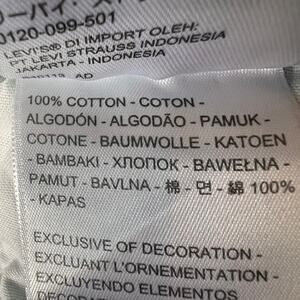 0120-099-501
LEVI'S® DI IMPORT OLEH:
PT LEVI STRAUSS INDONESIA
JAKARTA - INDONESIA
AD
100% COTTON - COTON -
ALGODÓN - ALGODÃO - PAMUK -
COTONE - BAUMWOLLE - KATOEN
- BAMBAKI - ХЛОПОК - BAWEŁNA -
PAMUT - BAVLNA - 棉 - 면 - 綿 100%
- KAPAS
EXCLUSIVE OF DECORATION -
EXCLUANT L'ORNEMENTATION -
EXCLUYENDO ELEMENTOS